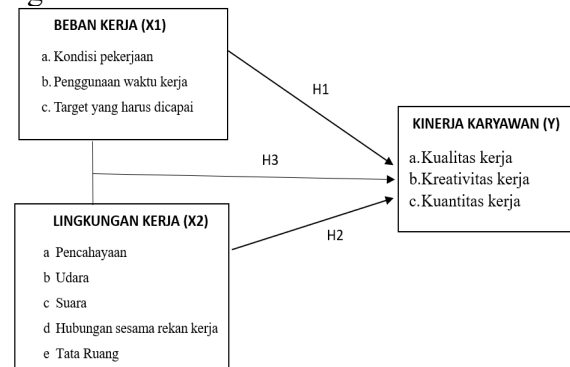 BEBAN KERJA (X1)
a. Kondisi pekerjaan
b. Penggunaan waktu kerja
c. Target yang harus dicapai
H1
KINERJA KARYAWAN (Y)
a.Kualitas kerja
b.Kreativitas kerja
c.Kuantitas kerja
H3
LINGKUNGAN KERJA (X2)
a Pencahayaan
b Udara
c Suara
d Hubungan sesama rekan kerja
e Tata Ruang
H2